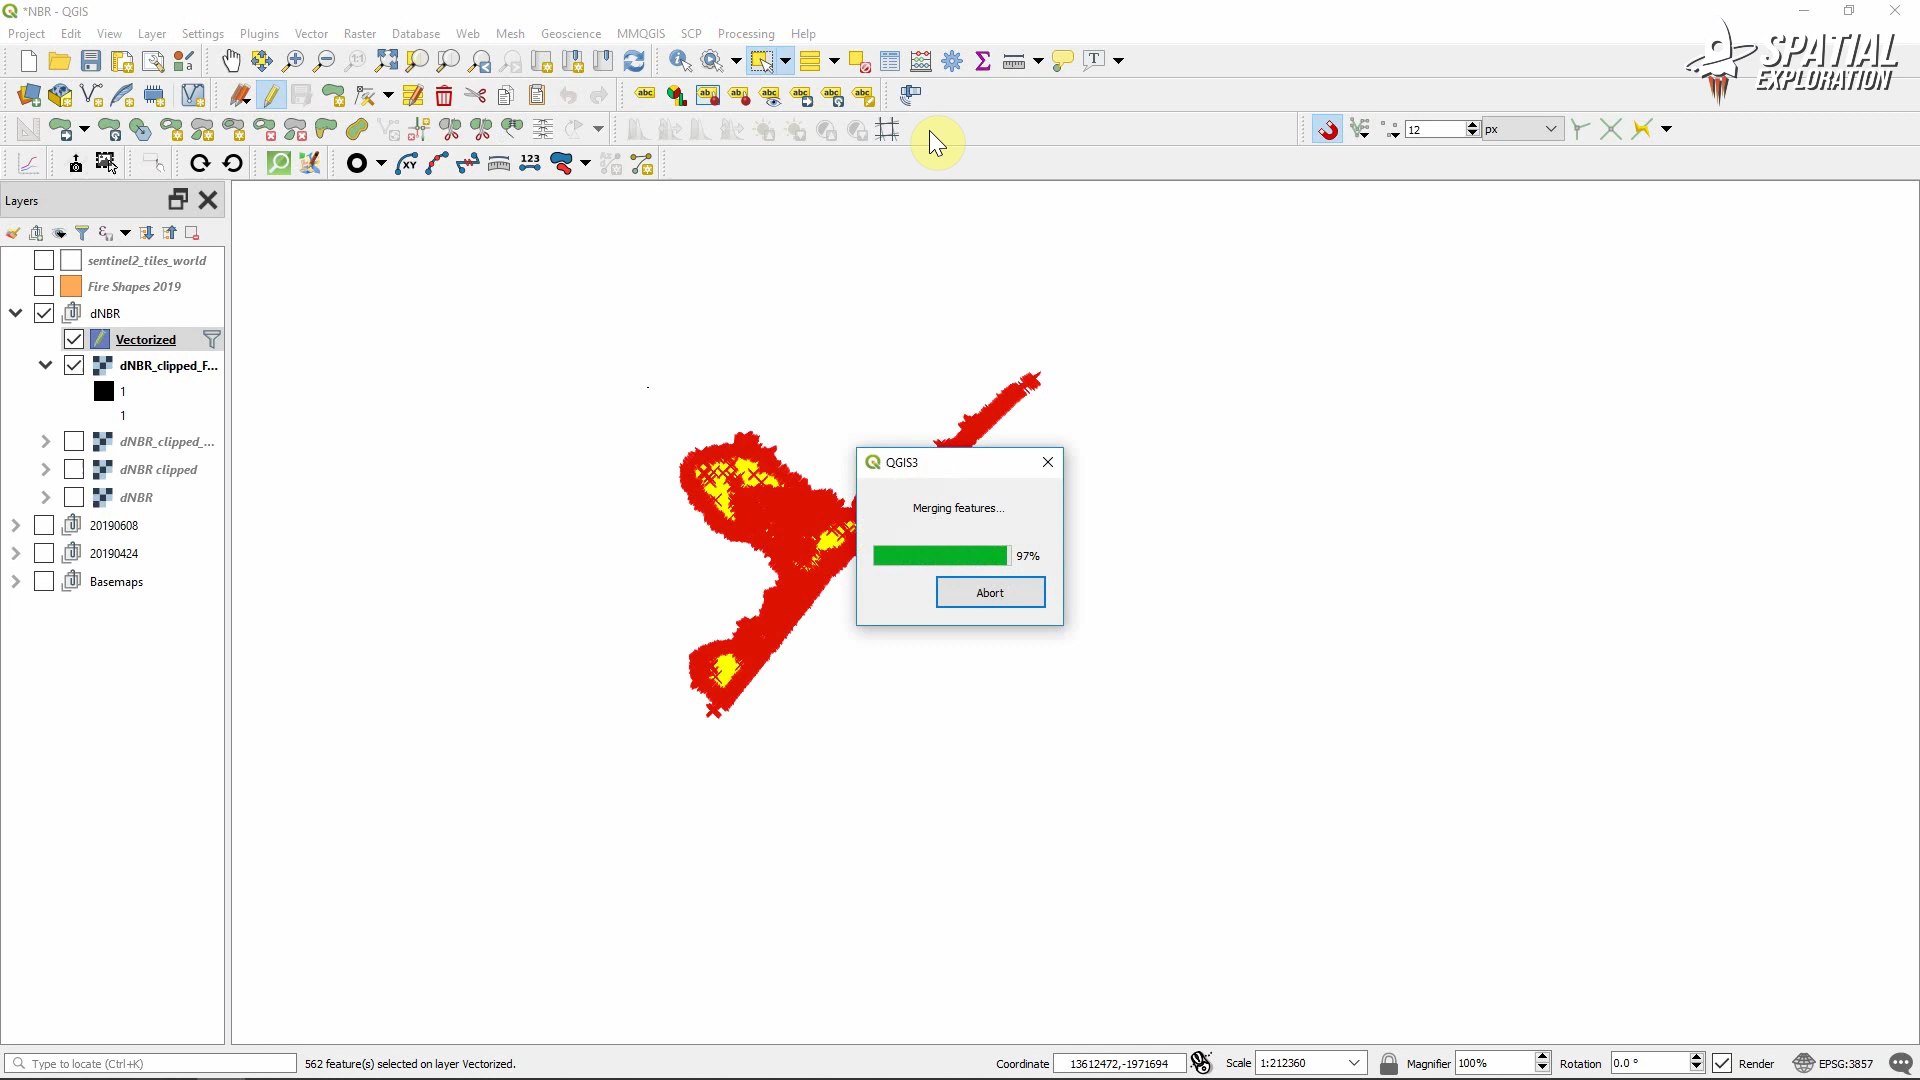 *NBR - QGIS
Project Edit View Layer Settings Plugins Vector Raster Database Web Mesh Geoscience MMQGIS SCP Processing Help
SPATIAL
EXPLORATION
12 px
123
Layers
sentinel2_tiles_world
Fire Shapes 2019
dNBR
Vectorized
dNBR_clipped_F...
1
1
dNBR_clipped_...
dNBR clipped
dNBR
20190608
20190424
Basemaps
QGIS3
Merging features...
97%
Abort
Type to locate (Ctrl+K) 562 feature(s) selected on layer Vectorized. Coordinate 13612472,-1971694 Scale 1:212360 Magnifier 100% Rotation 0.0 ° Render EPSG:3857